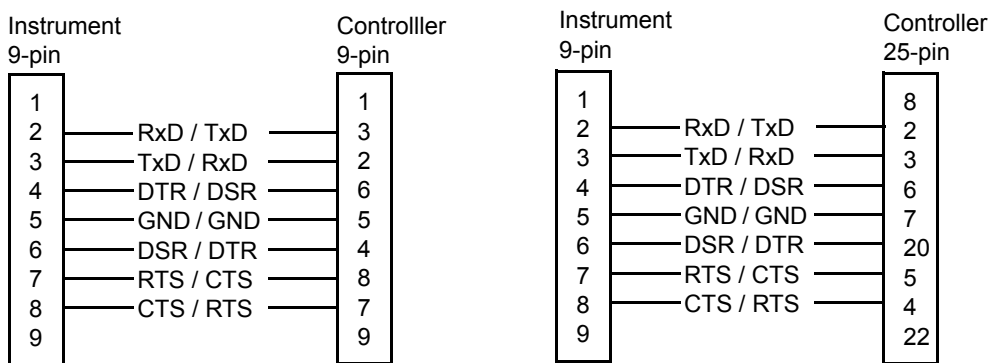 Instrument
9-pin
Controlller
9-pin
1 1
2 RxD / TxD 3
3 TxD / RxD 2
4 DTR / DSR 6
5 GND / GND 5
6 DSR / DTR 4
7 RTS / CTS 8
8 CTS / RTS 7
9 9
Instrument
9-pin
Controller
25-pin
1 8
2 RxD / TxD 2
3 TxD / RxD 3
4 DTR / DSR 6
5 GND / GND 7
6 DSR / DTR 20
7 RTS / CTS 5
8 CTS / RTS 4
9 22